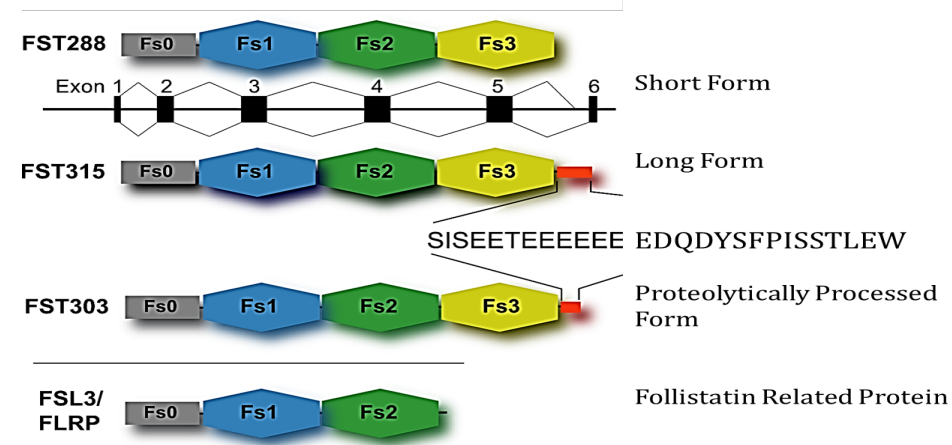 FST288 Fs0 Fs1 Fs2 Fs3
Exon 1 2 3 4 5 6 Short Form
FST315 Fs0 Fs1 Fs2 Fs3 Long Form
SISEETEEEEEE EDQDYSFPISSTLEW
FST303 Fs0 Fs1 Fs2 Fs3 Proteolytically Processed
Form
FSL3/
FLRP Fs0 Fs1 Fs2 Follistatin Related Protein